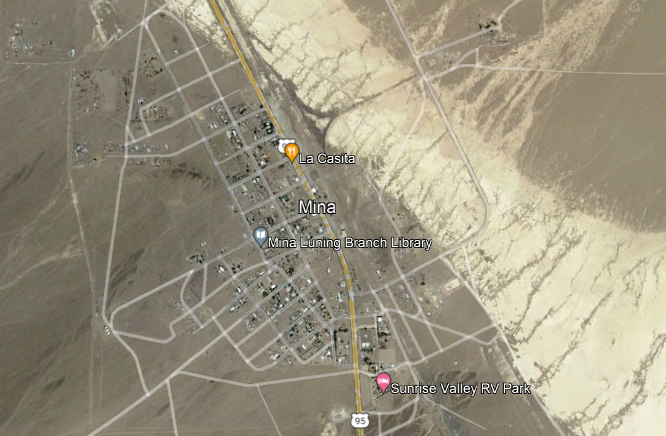 La Casita
Mina
Mina Luning Branch Library
Sunrise Valley RV Park
95